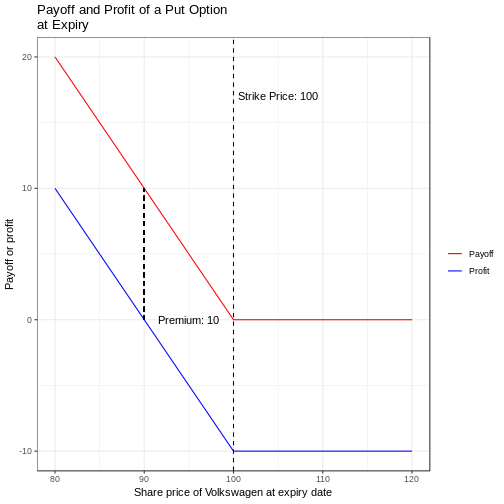 Payoff and Profit of a Put Option
at Expiry
20
Strike Price: 100
10
Payoff or profit
Payoff
Profit
0
Premium: 10
-10
80
90
100
110
120
Share price of Volkswagen at expiry date